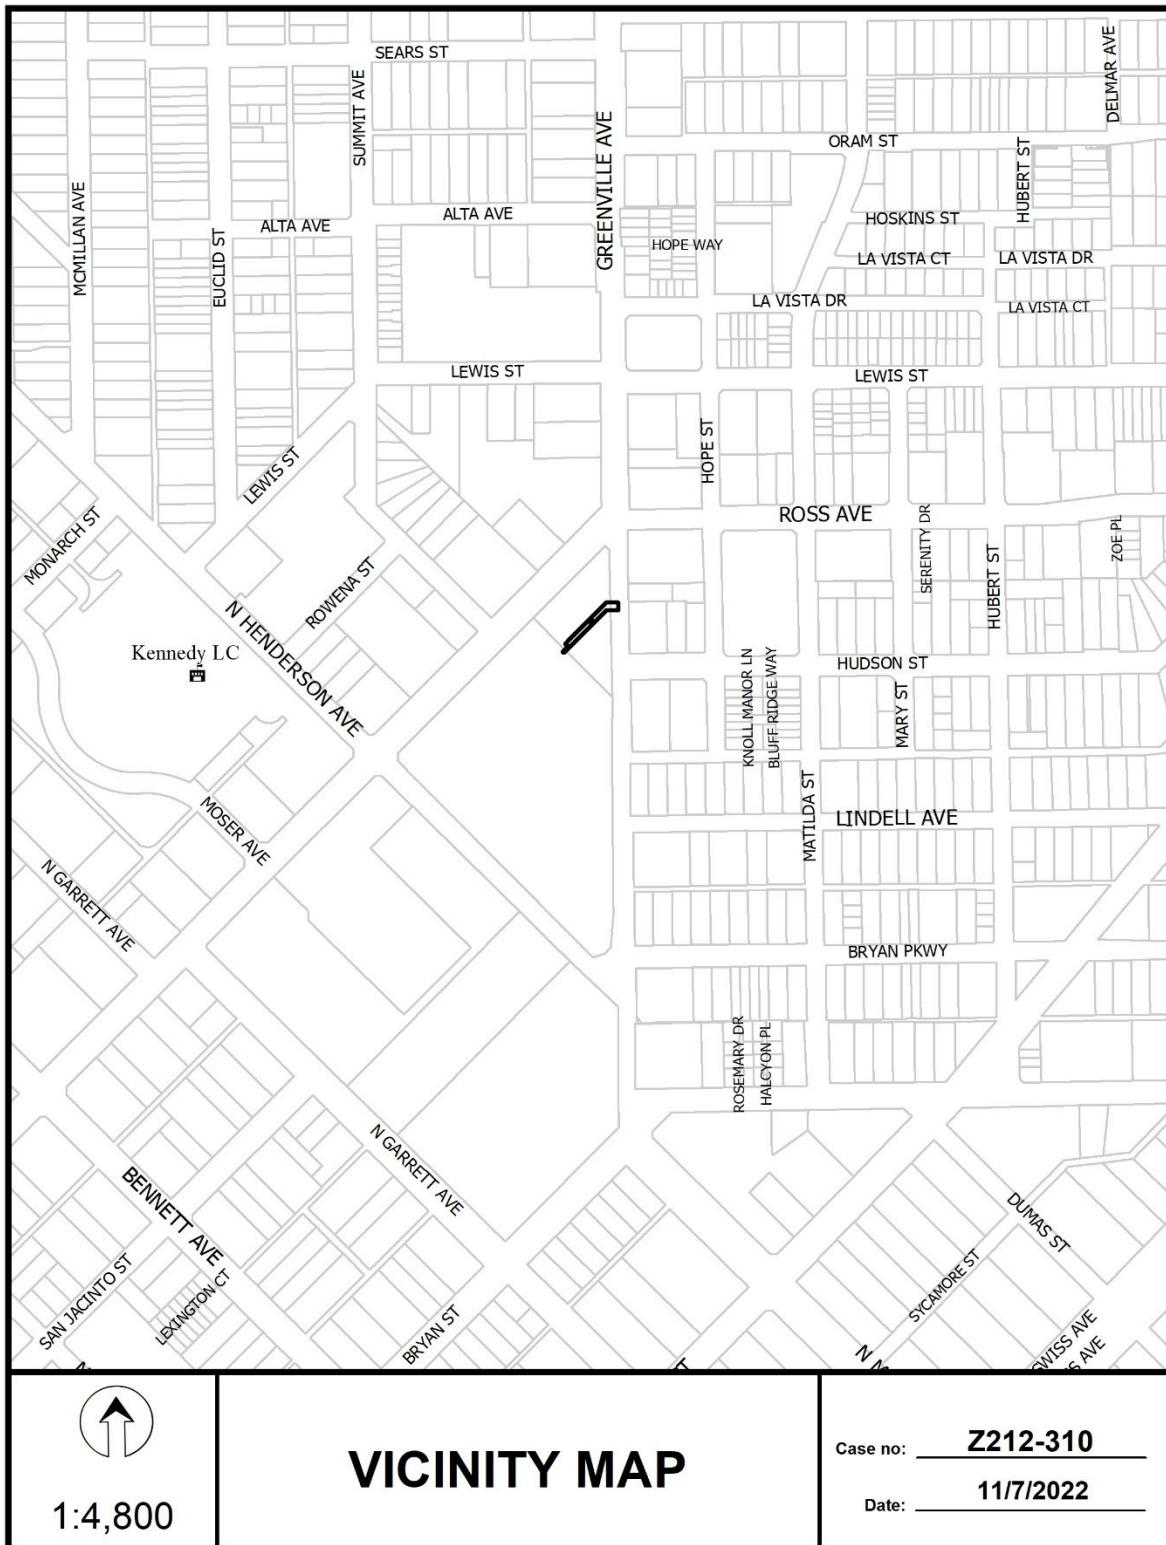 SEARS ST
DELMAR AVE
SUMMIT AVE
GREENVILLE AVE
ORAM ST
HUBERT ST
MCMILLAN AVE
ALTA AVE
ALTA AVE
HOSKINS ST
EUCLID ST
HOPE WAY
LA VISTA CT
LA VISTA DR
LA VISTA DR
LA VISTA CT
LEWIS ST
LEWIS ST
HOPE ST
LEWIS ST
ROSS AVE
MONARCH ST
SERENITY DR
ZOE PL
ROWENA ST
HUBERT ST
N HENDERSON AVE
Kennedy LC
HUDSON ST
KNOLL MANOR LN
BLUFF RIDGE WAY
MARY ST
MATILDA ST
MOSER AVE
LINDELL AVE
N GARRETT AVE
BRYAN PKWY
ROSEMARY DR
HALCYON PL
N GARRETT AVE
BENNETT AVE
DUMAS ST
SAN JACINTO ST
LEXINGTON CT
SYCAMORE ST
BRYAN ST
SWISS AVE
1:4,800
VICINITY MAP
Case no: Z212-310
Date: 11/7/2022